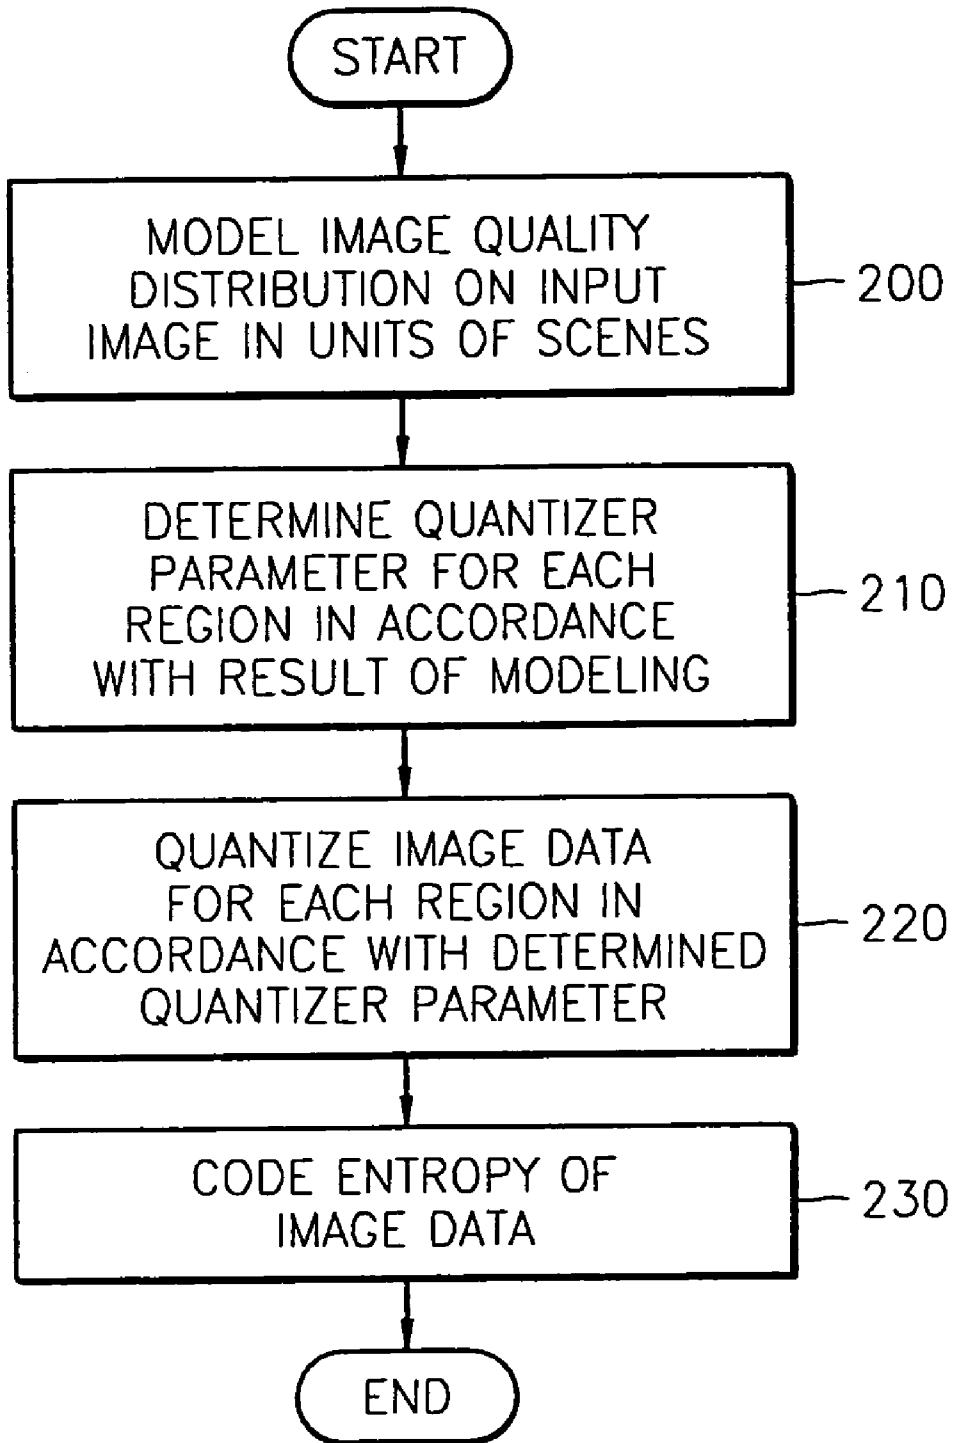 START
MODEL IMAGE QUALITY
DISTRIBUTION ON INPUT
IMAGE IN UNITS OF SCENES
200
DETERMINE QUANTIZER
PARAMETER FOR EACH
REGION IN ACCORDANCE
WITH RESULT OF MODELING
210
QUANTIZE IMAGE DATA
FOR EACH REGION IN
ACCORDANCE WITH DETERMINED
QUANTIZER PARAMETER
220
CODE ENTROPY OF
IMAGE DATA
230
END